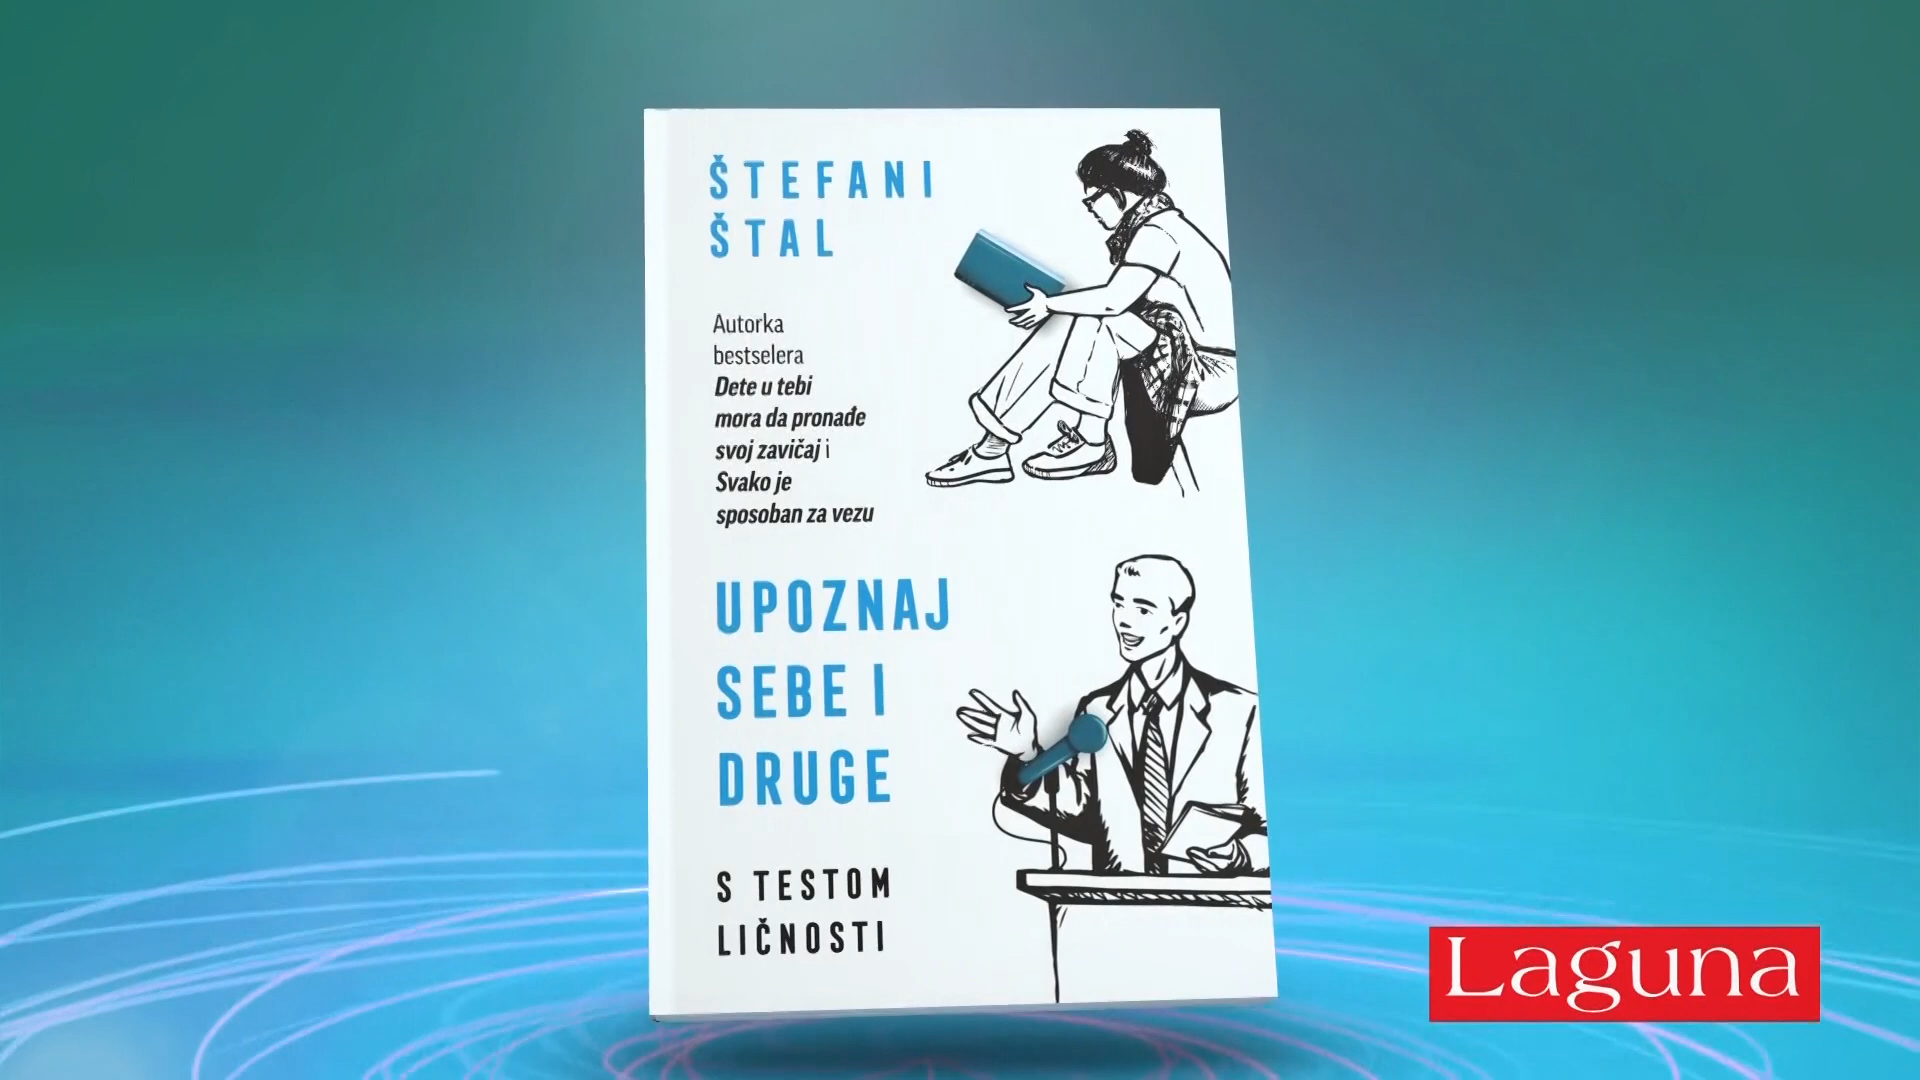 ŠTEFANI
ŠTAL
Autorka
bestselera
Dete u tebi
mora da pronađe
svoj zavičaj i
Svako je
sposoban za vezu
UPOZNAJ
SEBE I
DRUGE
S TESTOM
LIČNOSTI
Laguna